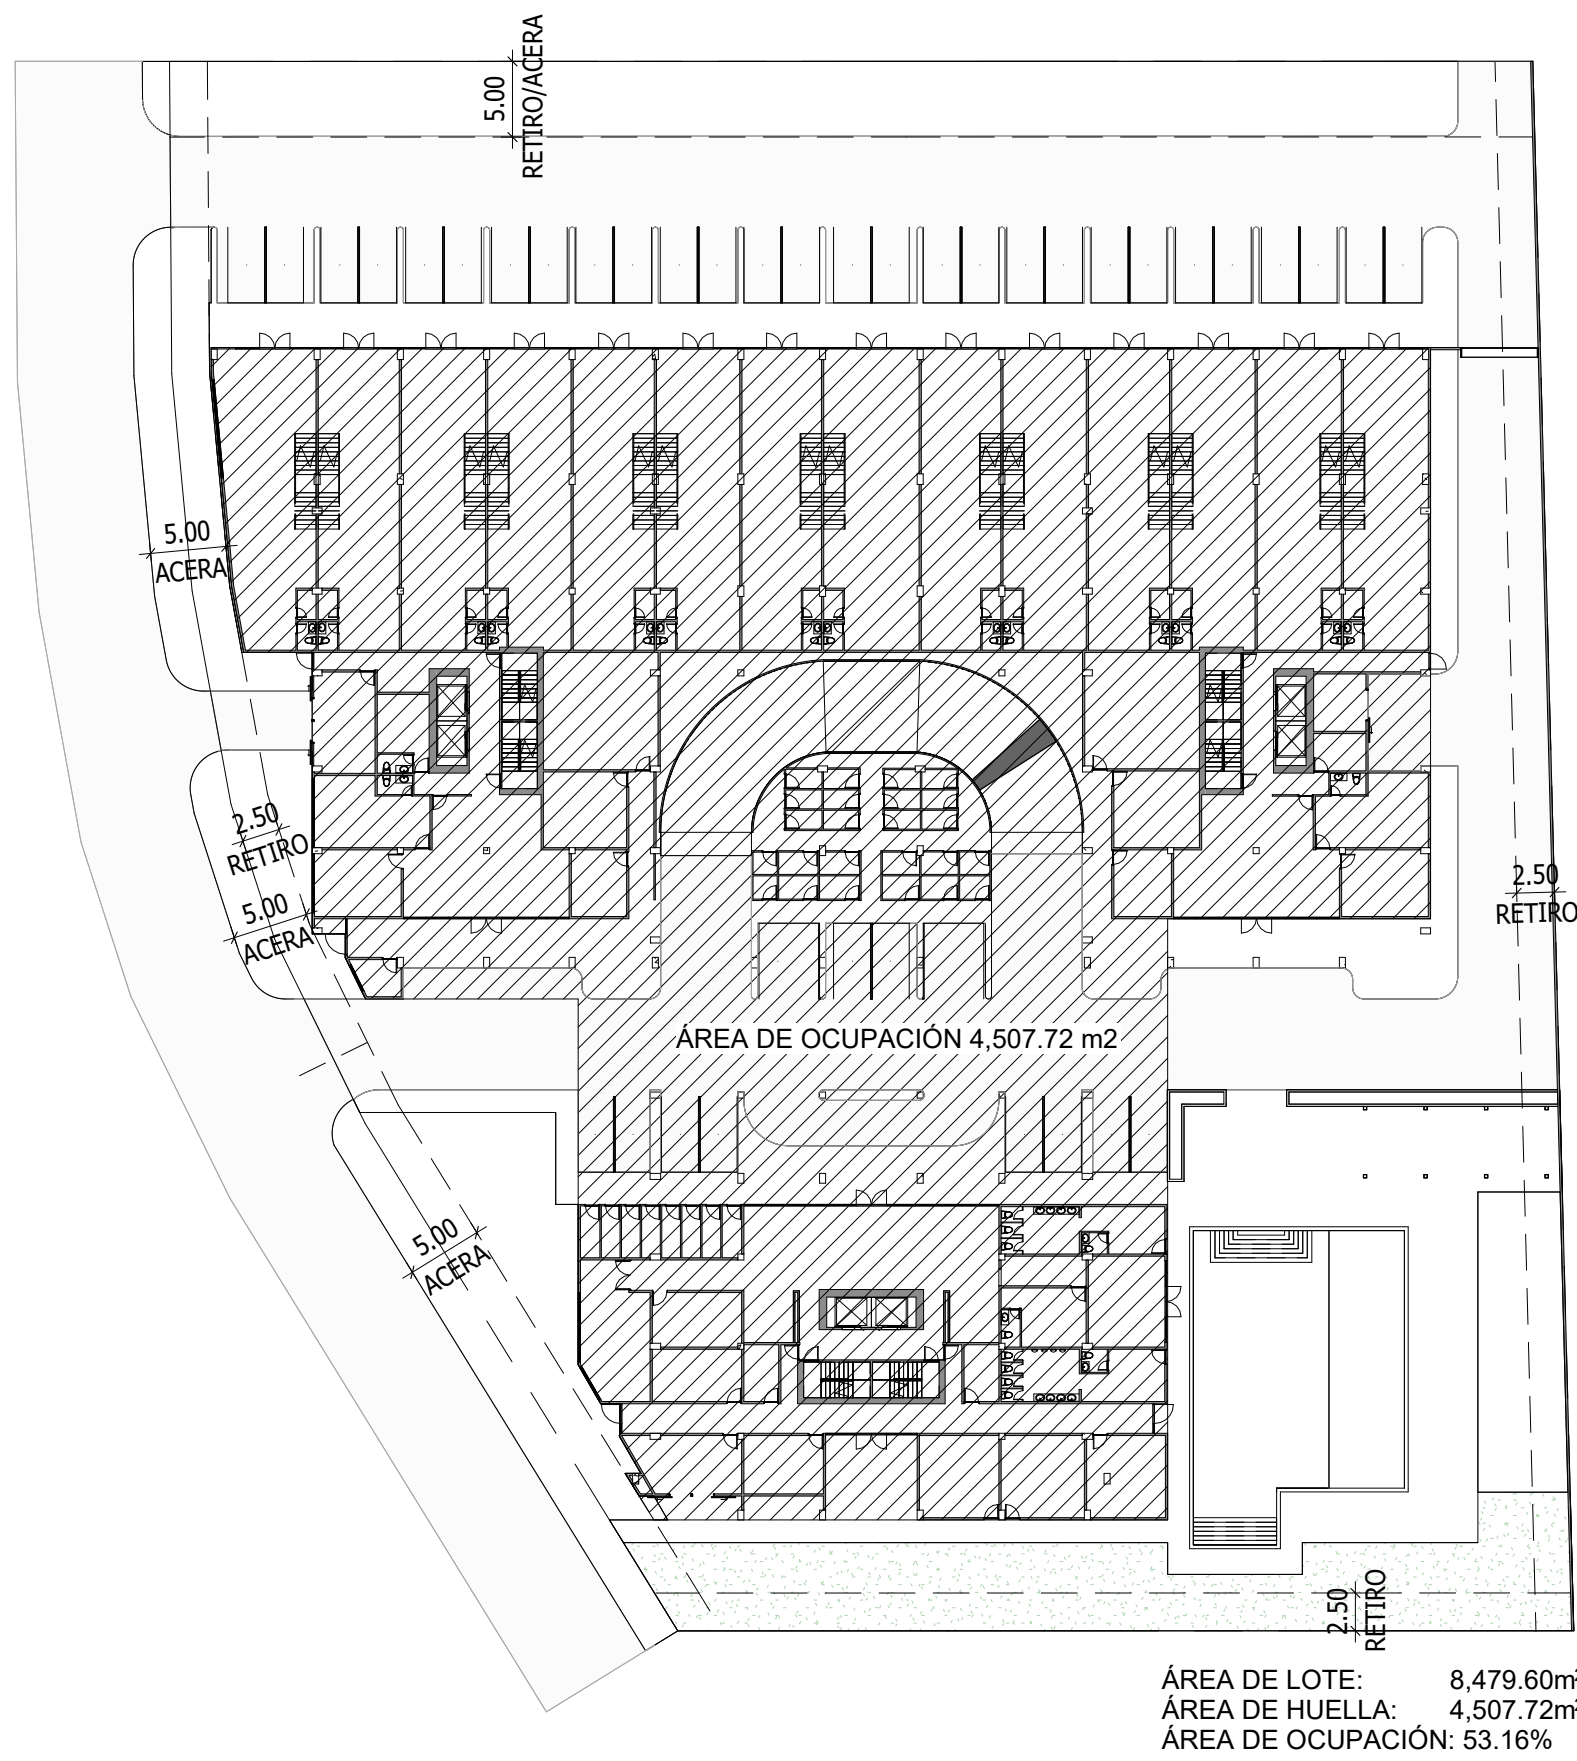 5.00
RETIRO/ACERA
5.00
ACERA
2.50
RETIRO
5.00
ACERA
2.50
RETIRO
ÁREA DE OCUPACIÓN 4,507.72 m2
5.00
ACERA
2.50
RETIRO
ÁREA DE LOTE: 8,479.60m²
ÁREA DE HUELLA: 4,507.72m²
ÁREA DE OCUPACIÓN: 53.16%